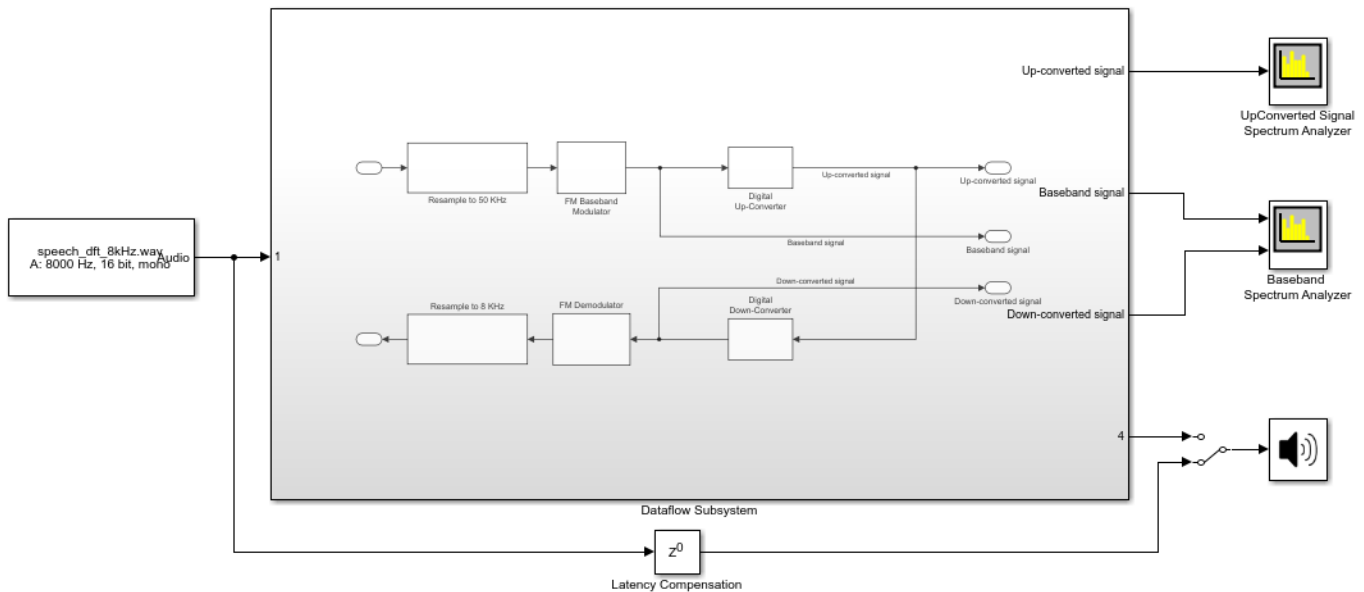 Up-converted signal
UpConverted Signal
Spectrum Analyzer
Resample to 50 KHz
FM Baseband
Modulator
Digital
Up-Converter
Up-converted signal
Up-converted signal
Baseband signal
Baseband signal
Baseband signal
speech_dft_8kHz.wav
A: 8000 Hz, 16 bit, mono
Audio
1
Down-converted signal
Down-converted signal
Down-converted signal
Baseband
Spectrum Analyzer
Resample to 8 KHz
FM Demodulator
Digital
Down-Converter
4
Dataflow Subsystem
Z0
Latency Compensation